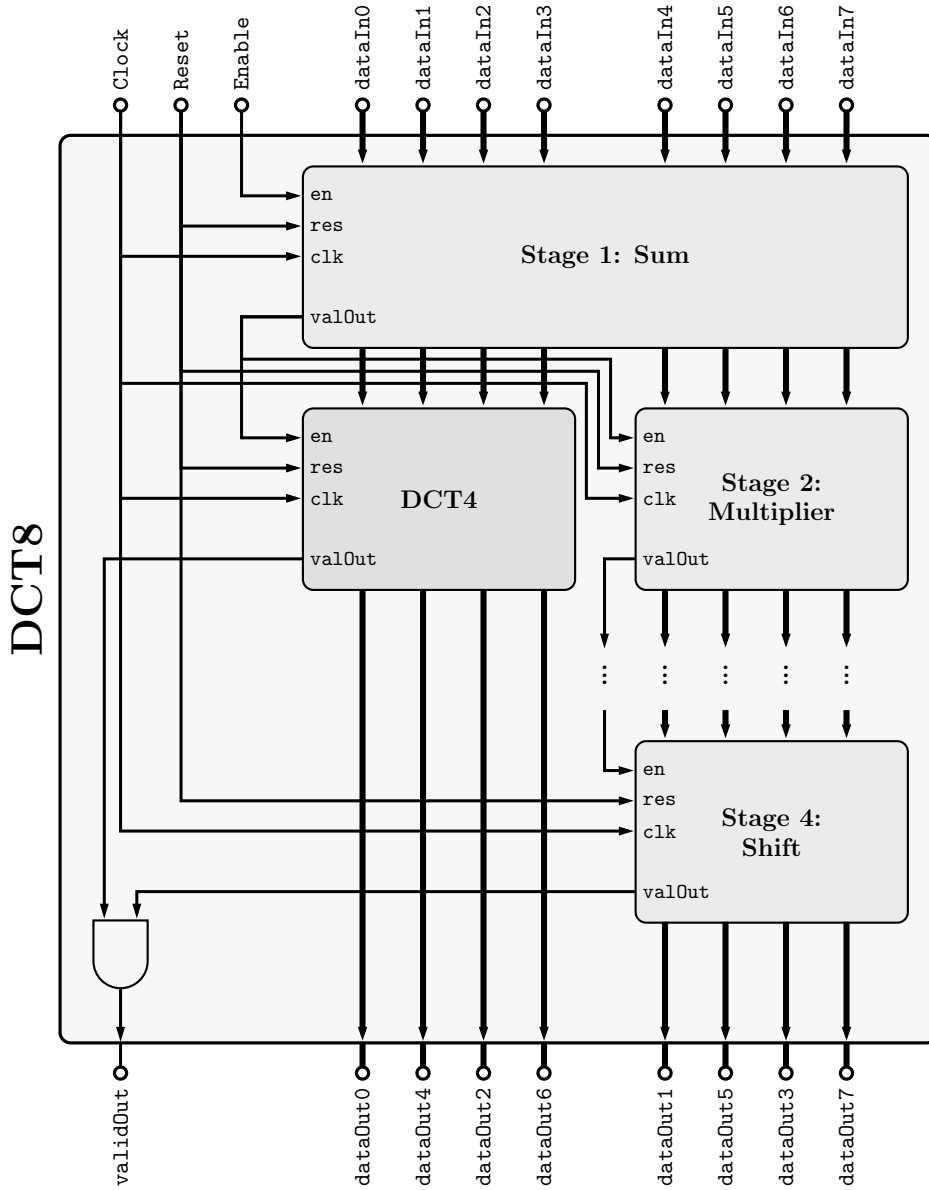 Clock
Reset
Enable
dataIn0
dataIn1
dataIn2
dataIn3
dataIn4
dataIn5
dataIn6
dataIn7
DCT8
en
res
clk
valOut
Stage 1: Sum
en
res
clk
valOut
DCT4
en
res
clk
valOut
Stage 2:
Multiplier
...
...
...
...
...
en
res
clk
valOut
Stage 4:
Shift
validOut
dataOut0
dataOut4
dataOut2
dataOut6
dataOut1
dataOut5
dataOut3
dataOut7